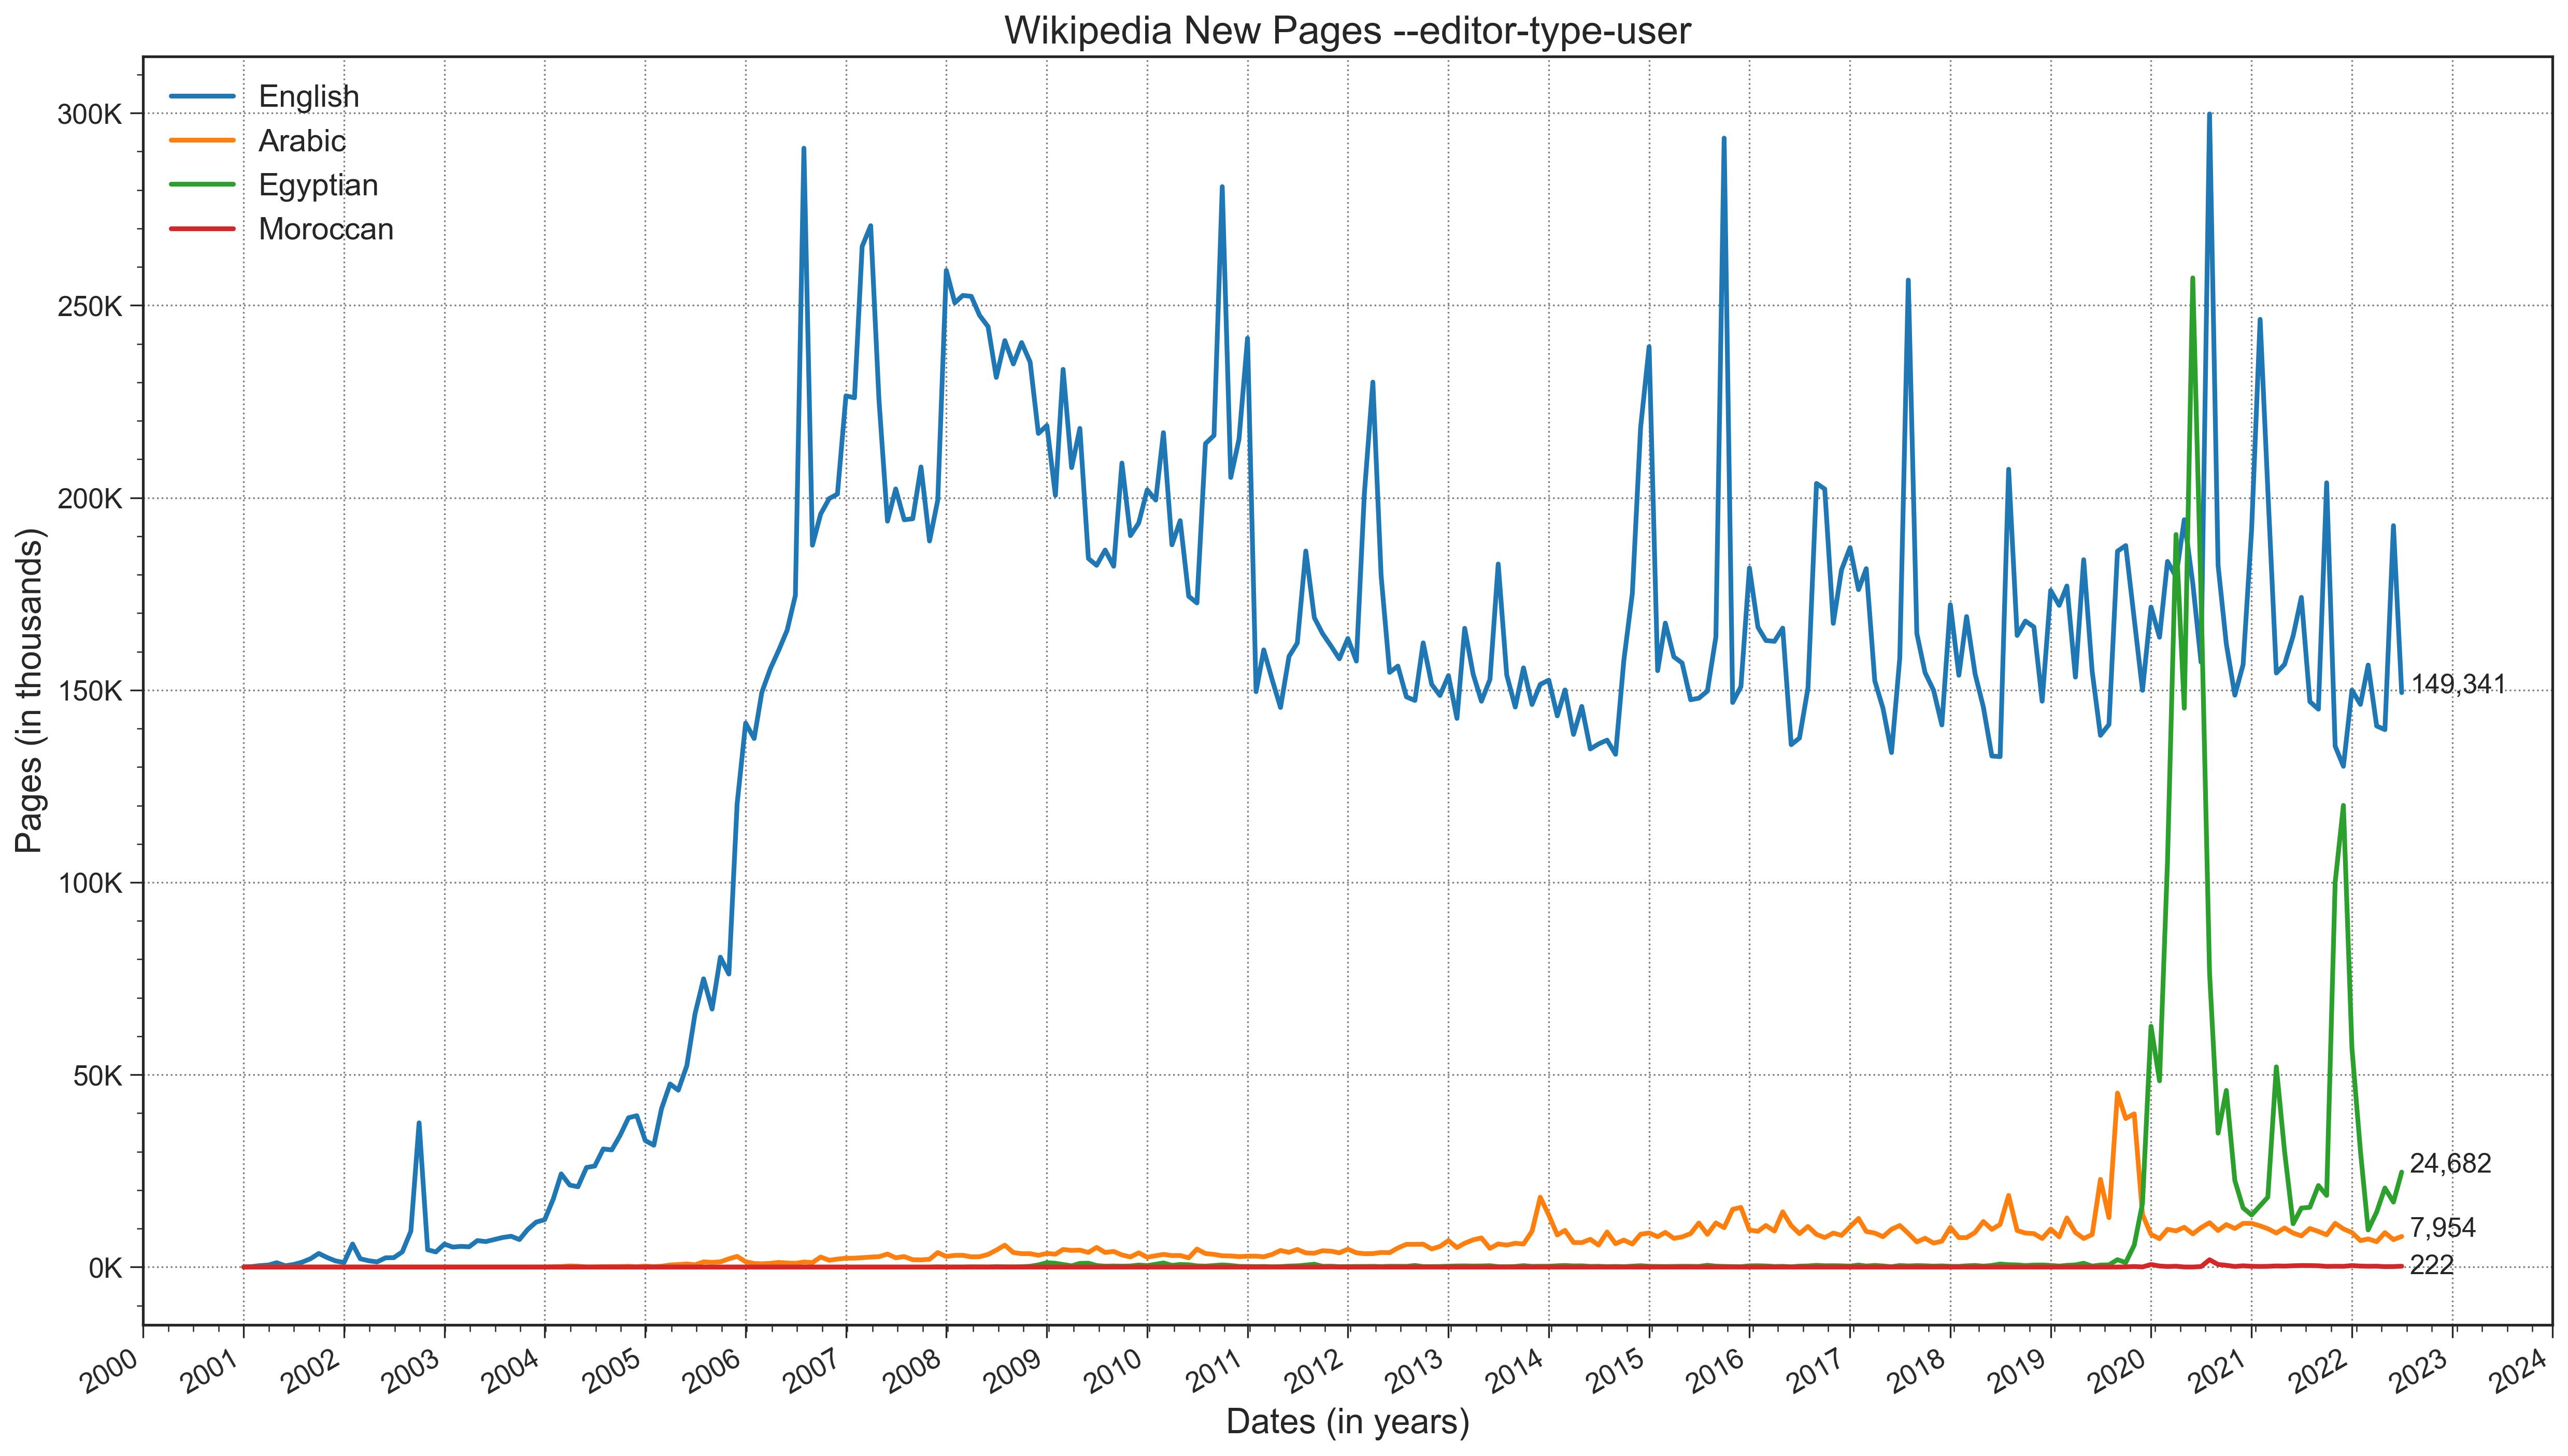 Wikipedia New Pages --editor-type-user
English
Arabic
Egyptian
Moroccan
300K
250K
200K
150K
100K
50K
0K
Pages (in thousands)
149,341
24,682
7,954
222
2000 2001 2002 2003 2004 2005 2006 2007 2008 2009 2010 2011 2012 2013 2014 2015 2016 2017 2018 2019 2020 2021 2022 2023 2024
Dates (in years)